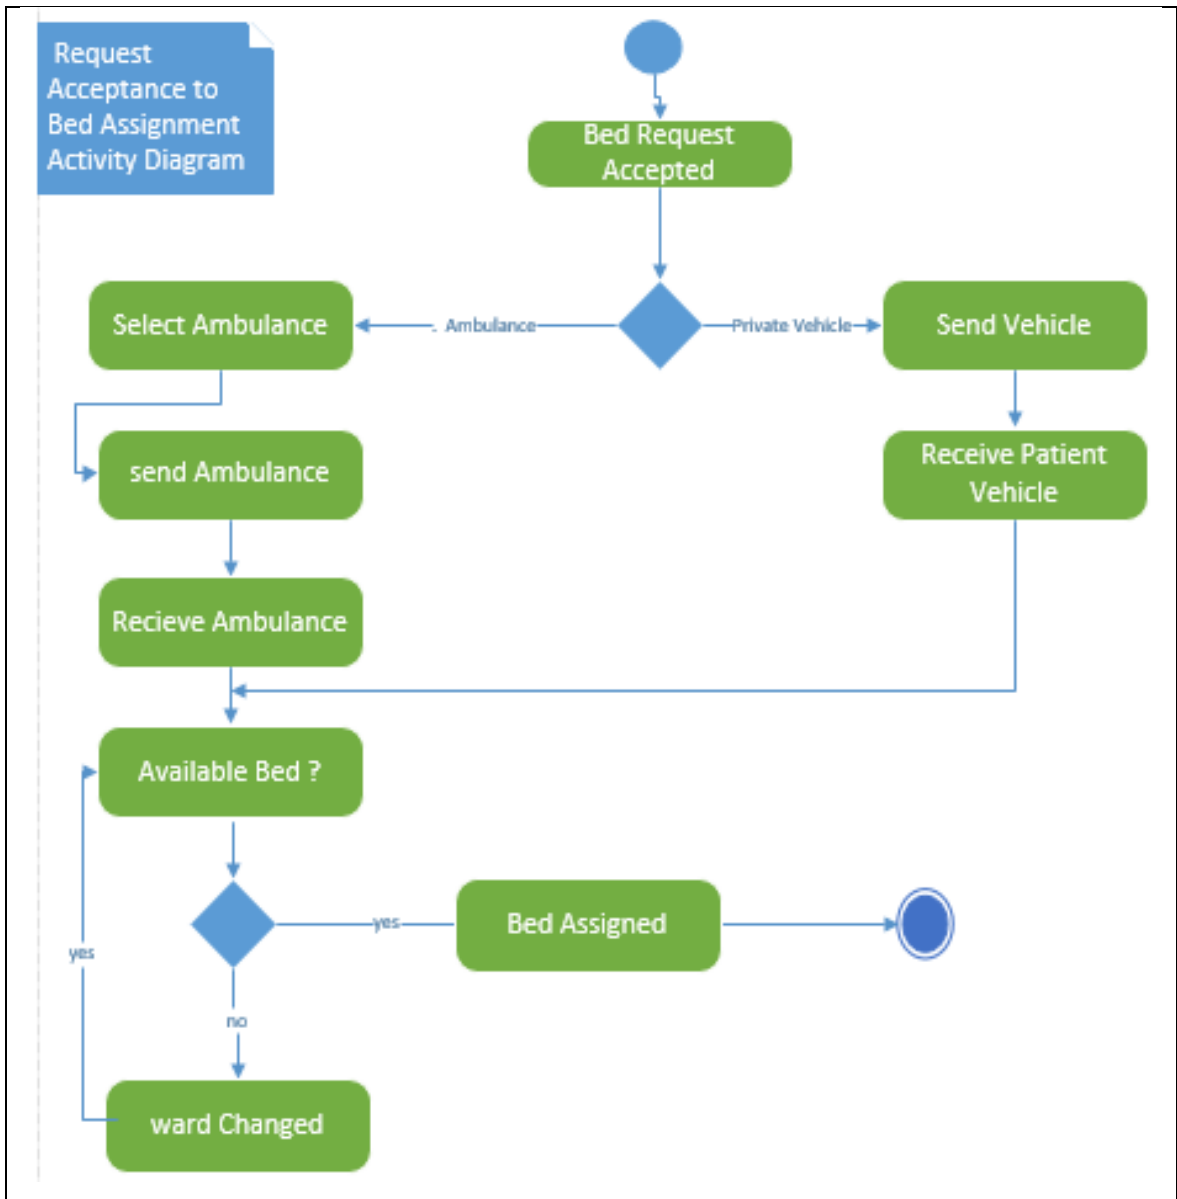 Request
Acceptance to
Bed Assignment
Activity Diagram
Bed Request
Accepted
Select Ambulance
. Ambulance
Private Vehicle
Send Vehicle
send Ambulance
Receive Patient
Vehicle
Recieve Ambulance
Available Bed ?
yes
Bed Assigned
yes
no
ward Changed